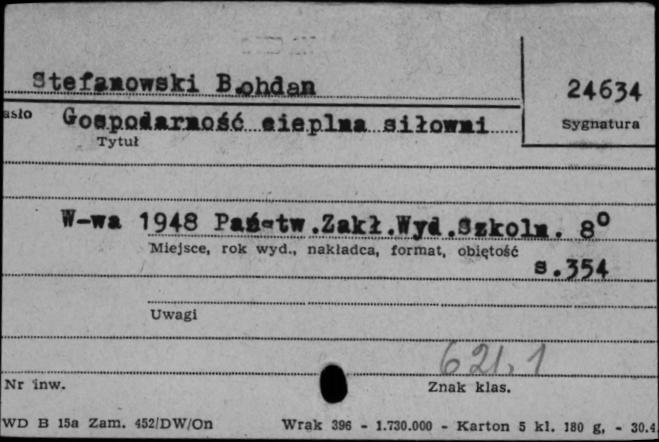 Stefanowski Bohdan
24634
asło Gospodarność cieplna siłowni
Sygnatura
Tytuł
W-wa 1948 Państw.Zakł.Wyd.Szkoln. 8°
Miejsce, rok wyd., nakładca, format, objętość
s.354
Uwagi
621,1
Nr inw.
Znak klas.
WD B 15a Zam. 452/DW/On Wrak 396 - 1.730.000 - Karton 5 kl. 180 g, - 30.4